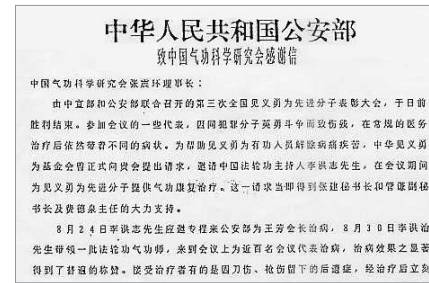 中华人民共和国公安部
致中国气功科学研究会感谢信
中国气功科学研究会张震环理事长：
由中宣部和公安部联合召开的第三次全国见义勇为先进分子表彰大会，于日前
胜利结束。参加会议的一些代表，因同犯罪分子英勇斗争而致伤残，在常规的医务
治疗后依然带着不同的病状。为帮助见义勇为有功人员解除病痛疾苦，中华见义勇
为基金会曾正式向贵会提出请求，邀请中国法轮功主持人李洪志先生，在会议期间
为见义勇为先进分子提供气功康复治疗。这一请求当即得到张建秘书长和管谦副秘
书长及费德泉主任的大力支持。
8月24日李洪志先生应邀专程来公安部为王芳会长治病，8月30日李洪志
先生带领一批法轮功气功师，来到会议上为近百名会议代表治病，治病效果之显著
得到了普遍的称赞。接受治疗者有的是因刀伤、枪伤留下的后遗症，经治疗后立刻